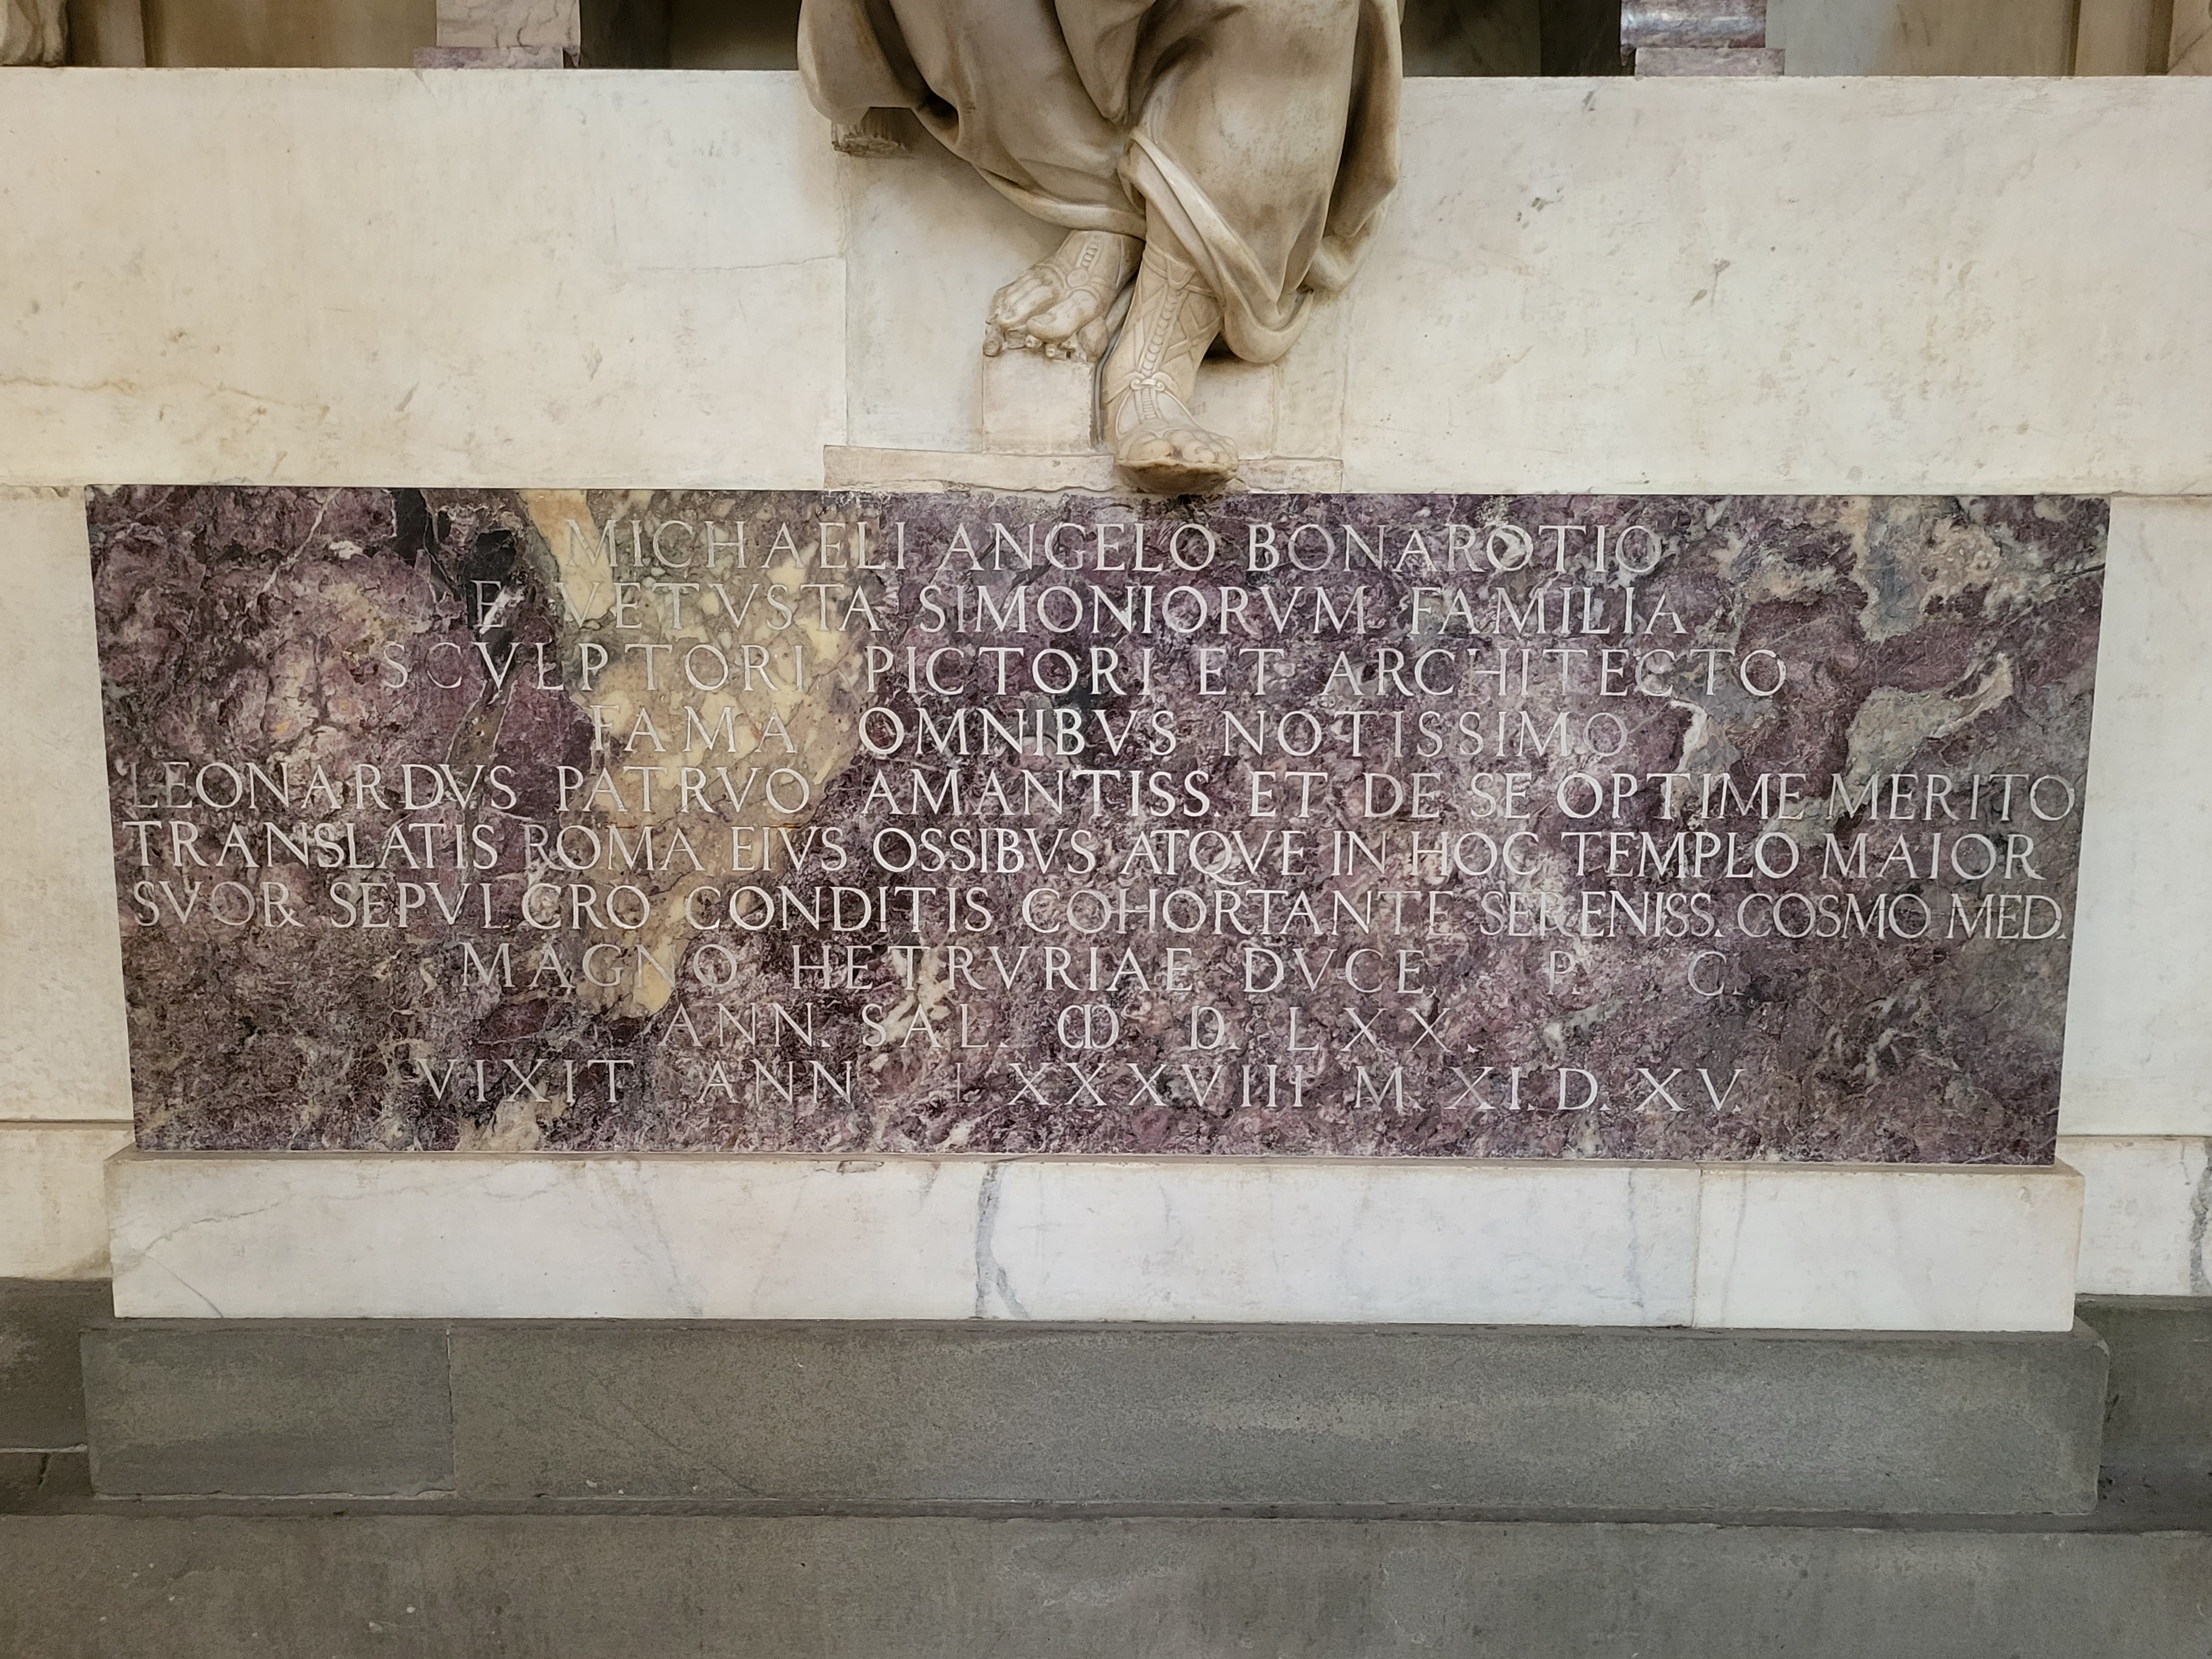 MICHAELI ANGELO BONAROTIO
E VETVSTA SIMONIORVM FAMILIA
SCVLPTORI. PICTORI ET ARCHITECTO
FAMA OMNIBVS NOTISSIMO
LEONARDVS PATRVO AMANTISS. ET DE SE OPTIME MERITO
TRANSLATIS ROMA EIVS OSSIBVS ATQVE IN HOC TEMPLO MAIOR
SVOR SEPVLCRO CONDITIS COHORTANTE SERENISS. COSMO MED.
MAGNO HETRVRIAE DVCE. P. C.
ANN. SAL. CIƆ. D. LXX
VIXIT ANN LXXXVIII M. XI. D. XV.